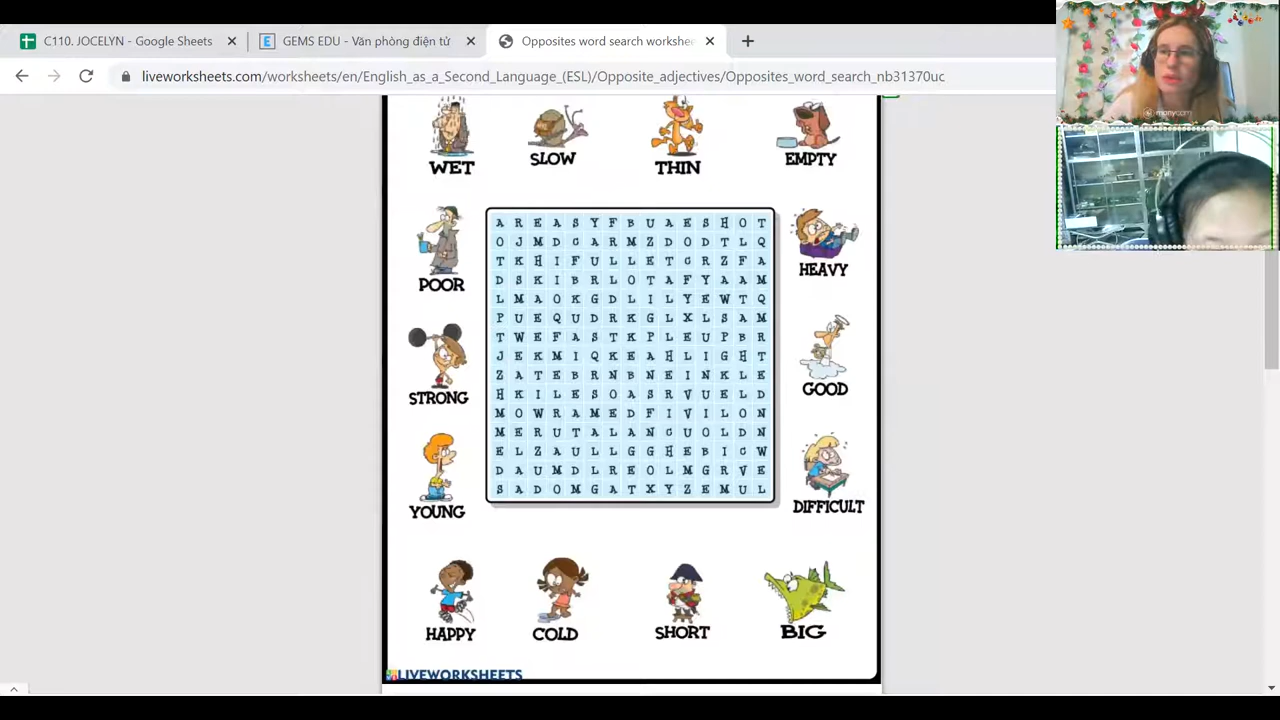 C110. JOCELYN - Google Sheets
GEMS EDU - Văn phòng điện tử
Opposites word search workshee
liveworksheets.com/worksheets/en/English_as_a_Second_Language_(ESL)/Opposite_adjectives/Opposites_word_search_nb31370uc
manycam
WET
SLOW
THIN
EMPTY
POOR
HEAVY
STRONG
GOOD
YOUNG
DIFFICULT
A R E A S Y F B U A E S H O T
O J M D C A R M Z D O D T L Q
T K H I F U L L E T C R Z F A
D S K I B R L O T A F Y A A M
L M A O K G D L I L Y E W T Q
P U E Q U D R K G L X L S A M
T W E F A S T K P L E U P B R
J E K M I Q K E A H L I G H T
Z A T E B R N B N E I N K L E
H K I L E S O A S R V U E L D
M O W R A M E D F I V I L O N
M E R U T A L A N C U O L D N
E L Z A U L L G G H E B I C W
D A U M D L R E O L M G R V E
S A D O M G A T X Y Z E M U L
HAPPY
COLD
SHORT
BIG
LIVEWORKSHEETS